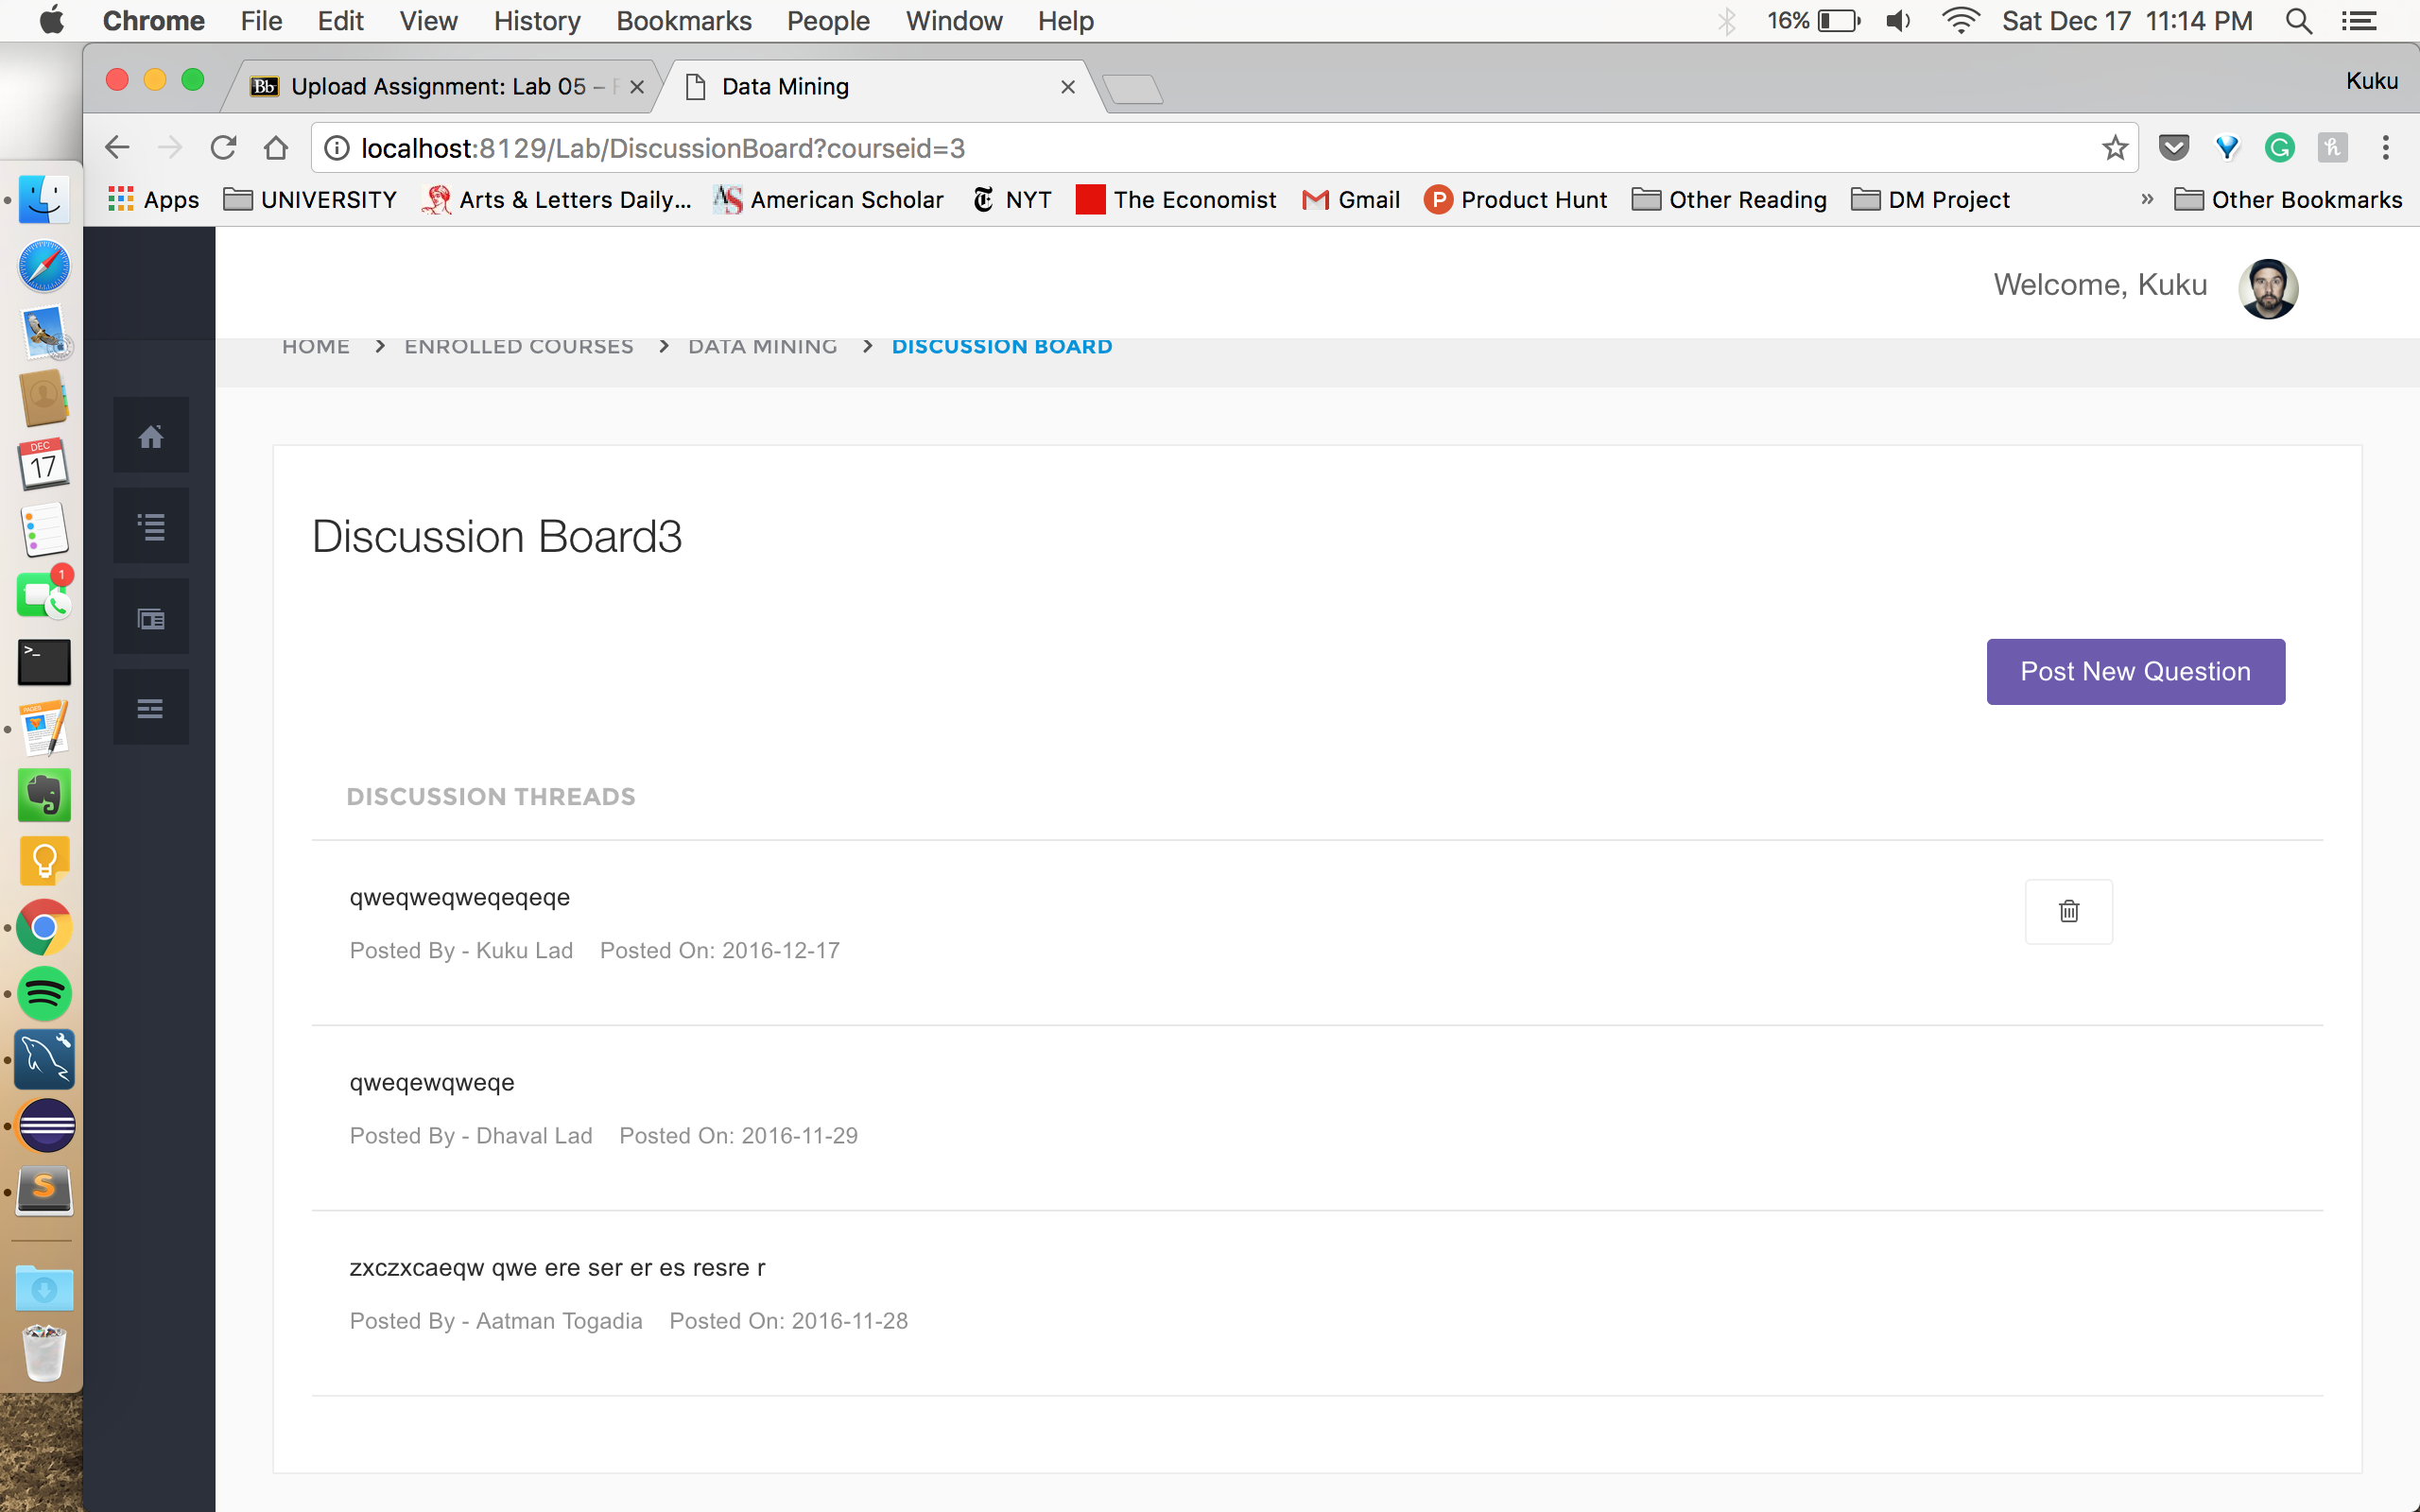 Chrome File Edit View History Bookmarks People Window Help 16% Sat Dec 17 11:14 PM
Bb Upload Assignment: Lab 05 – Data Mining Kuku
localhost:8129/Lab/DiscussionBoard?courseid=3
Apps UNIVERSITY Arts & Letters Daily... AS American Scholar NYT The Economist Gmail P Product Hunt Other Reading DM Project » Other Bookmarks
Welcome, Kuku
HOME > ENROLLED COURSES > DATA MINING > DISCUSSION BOARD
DEC
17
Discussion Board3
1
>_
Post New Question
PAGES
DISCUSSION THREADS
qweqweqweqeqeqe
Posted By - Kuku Lad Posted On: 2016-12-17
qweqewqweqe
Posted By - Dhaval Lad Posted On: 2016-11-29
S
zxczxcaeqw qwe ere ser er es resre r
Posted By - Aatman Togadia Posted On: 2016-11-28